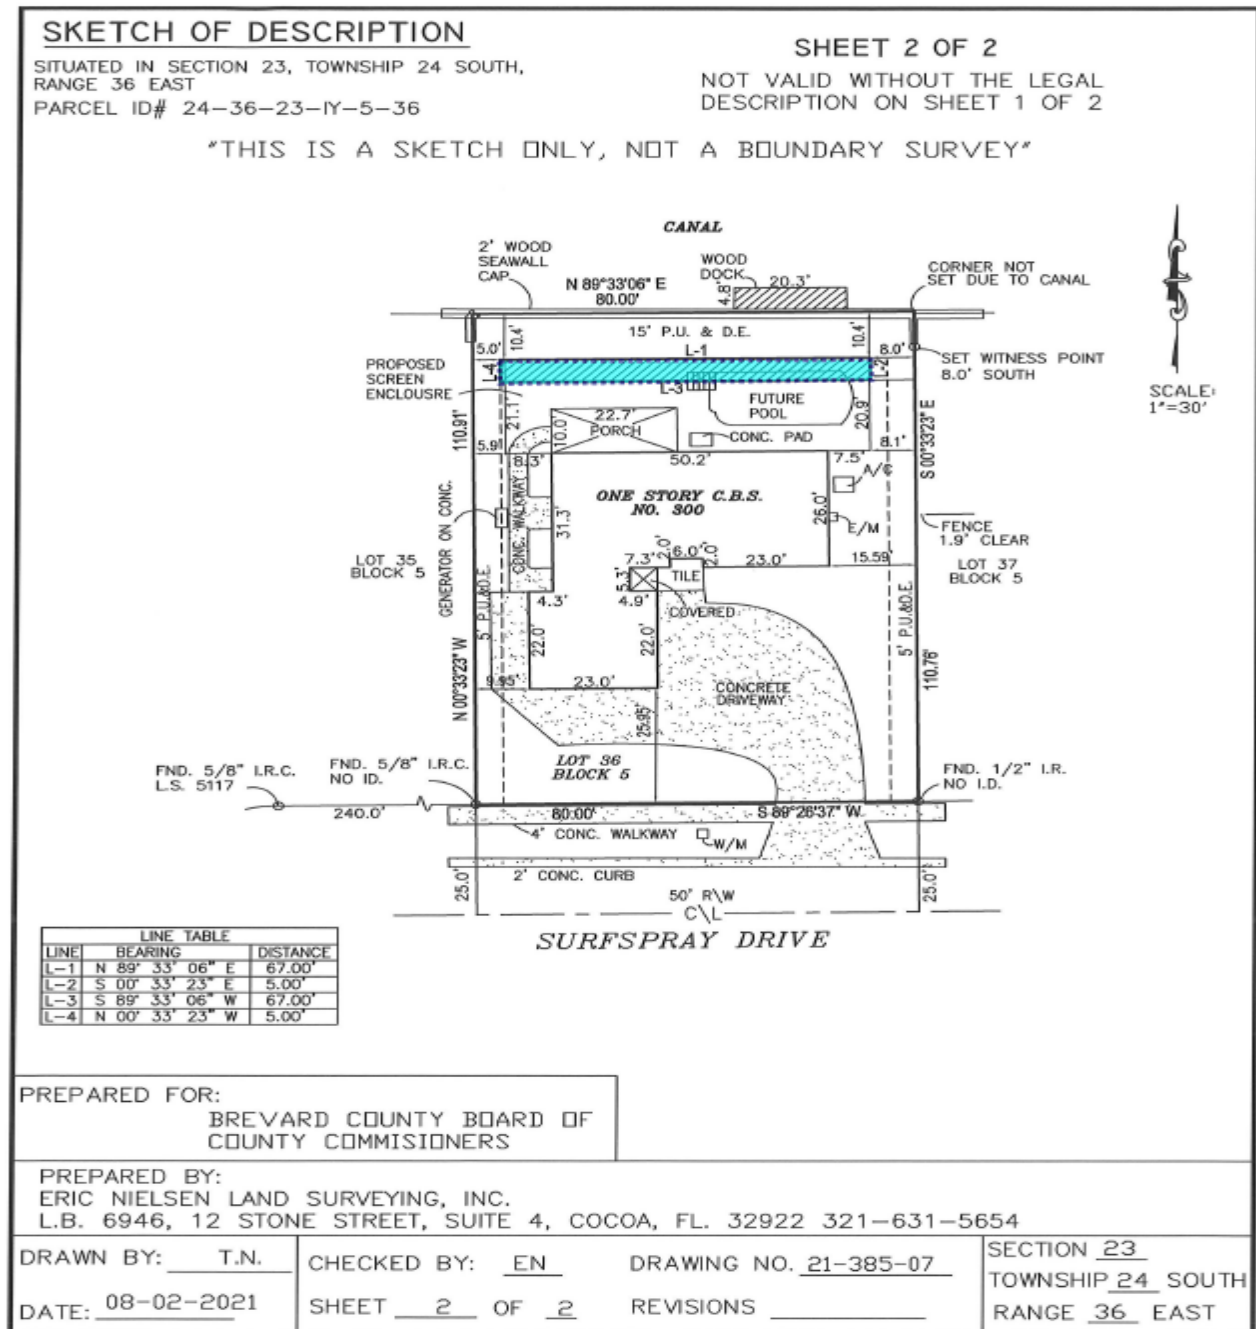 SKETCH OF DESCRIPTION
SITUATED IN SECTION 23, TOWNSHIP 24 SOUTH,
RANGE 36 EAST
PARCEL ID# 24-36-23-IY-5-36
SHEET 2 OF 2
NOT VALID WITHOUT THE LEGAL
DESCRIPTION ON SHEET 1 OF 2
"THIS IS A SKETCH ONLY, NOT A BOUNDARY SURVEY"
CANAL
2' WOOD
SEAWALL
CAP
N 89°33'06" E
80.00'
WOOD
DOCK
20.3'
4.8'
CORNER NOT
SET DUE TO CANAL
15' P.U. & D.E.
10.4'
10.4'
5.0'
8.0'
L-1
L-2
L-4
L-3
SET WITNESS POINT
8.0' SOUTH
PROPOSED
SCREEN
ENCLOUSRE
SCALE:
1"=30'
FUTURE
POOL
21.1'
22.7'
PORCH
10.0'
20.9'
CONC. PAD
110.91'
S 00°33'23" E
5.9'
8.3'
50.2'
7.5'
8.1'
A/C
ONE STORY C.B.S.
NO. 300
CONC. WALKWAY
31.3'
26.0'
E/M
GENERATOR ON CONC.
FENCE
1.9' CLEAR
LOT 35
BLOCK 5
LOT 37
BLOCK 5
7.3'
2.0'
6.0'
2.0'
23.0'
15.59'
TILE
5.3'
4.3'
4.9'
COVERED
5' P.U.&D.E.
5' P.U.&D.E.
22.0'
22.0'
N 00°33'23" W
110.76'
9.95'
23.0'
CONCRETE
DRIVEWAY
25.95'
LOT 36
BLOCK 5
FND. 5/8" I.R.C.
L.S. 5117
FND. 5/8" I.R.C.
NO ID.
FND. 1/2" I.R.
NO I.D.
240.0'
80.00'
S 89°26'37" W
4' CONC. WALKWAY
W/M
2' CONC. CURB
25.0'
25.0'
50' R\W
C\L
SURFSPRAY DRIVE
LINE TABLE
LINE BEARING DISTANCE
L-1 N 89° 33' 06" E 67.00'
L-2 S 00° 33' 23" E 5.00'
L-3 S 89° 33' 06" W 67.00'
L-4 N 00° 33' 23" W 5.00'
PREPARED FOR:
BREVARD COUNTY BOARD OF
COUNTY COMMISIONERS
PREPARED BY:
ERIC NIELSEN LAND SURVEYING, INC.
L.B. 6946, 12 STONE STREET, SUITE 4, COCOA, FL. 32922 321-631-5654
DRAWN BY: T.N.
DATE: 08-02-2021
CHECKED BY: EN
SHEET 2 OF 2
DRAWING NO. 21-385-07
REVISIONS
SECTION 23
TOWNSHIP 24 SOUTH
RANGE 36 EAST